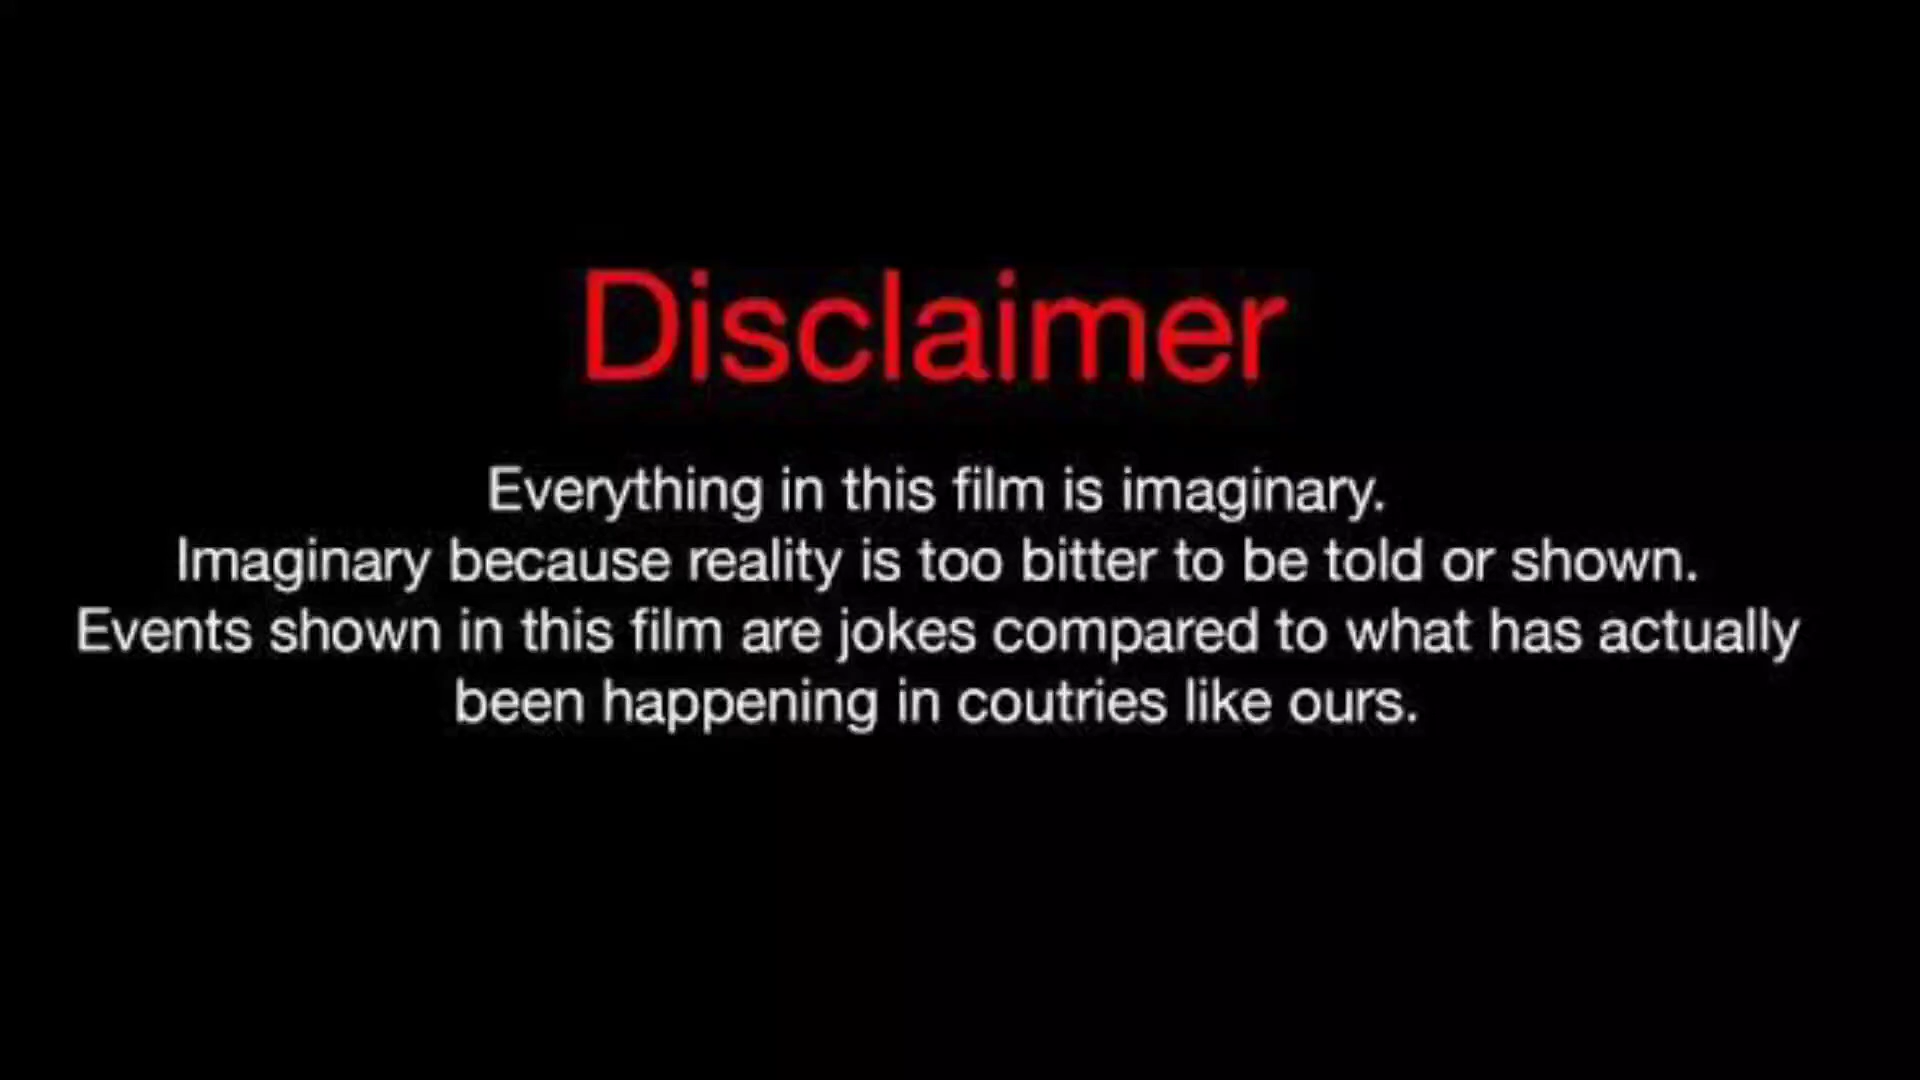 Disclaimer
Everything in this film is imaginary.
Imaginary because reality is too bitter to be told or shown.
Events shown in this film are jokes compared to what has actually
been happening in coutries like ours.